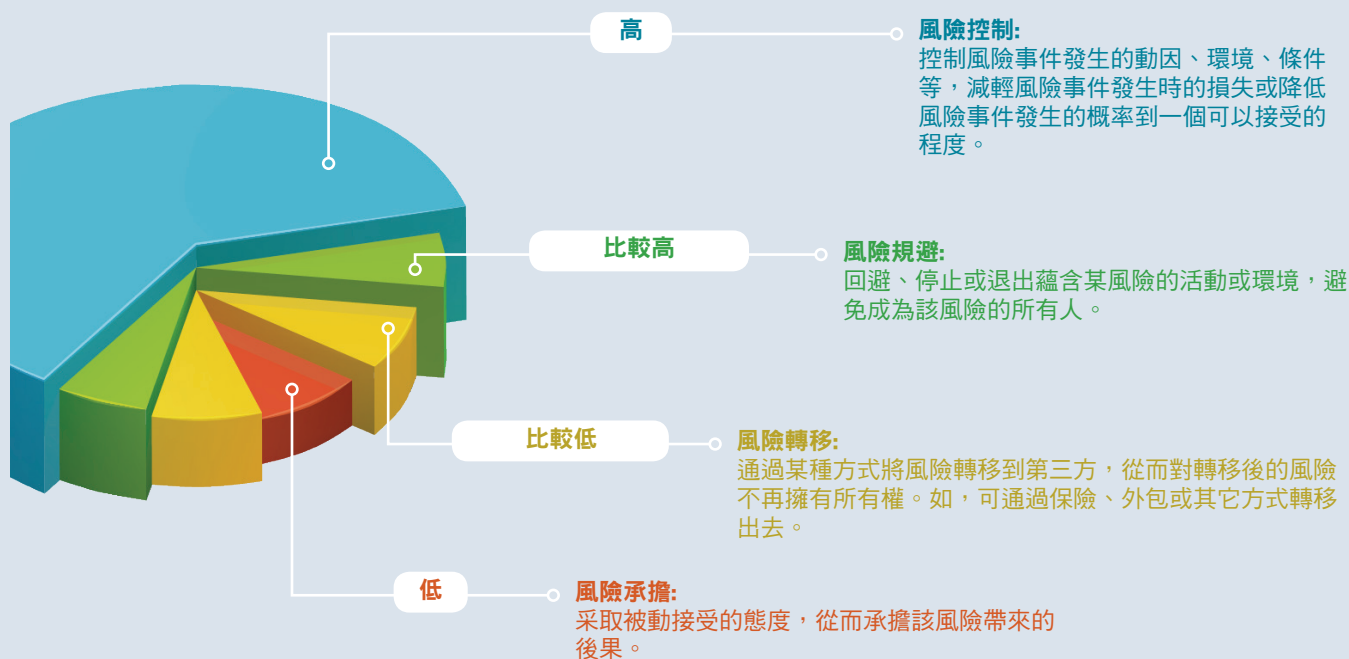 高
風險控制:
控制風險事件發生的動因、環境、條件
等，減輕風險事件發生時的損失或降低
風險事件發生的概率到一個可以接受的
程度。
比較高
風險規避:
回避、停止或退出蘊含某風險的活動或環境，避
免成為該風險的所有人。
比較低
風險轉移:
通過某種方式將風險轉移到第三方，從而對轉移後的風險
不再擁有所有權。如，可通過保險、外包或其它方式轉移
出去。
低
風險承擔:
采取被動接受的態度，從而承擔該風險帶來的
後果。